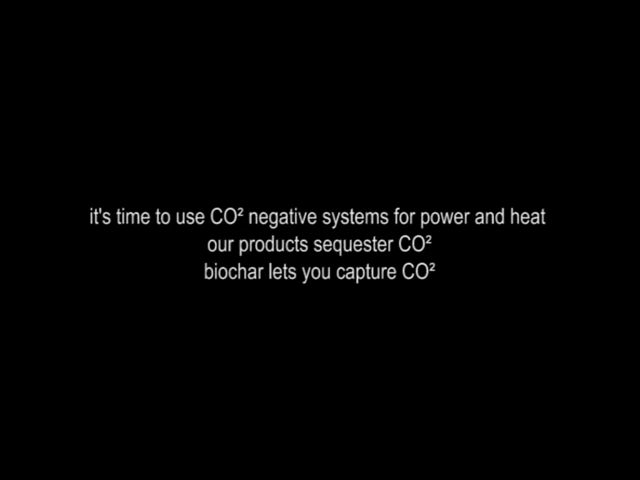 it's time to use CO² negative systems for power and heat
our products sequester CO²
biochar lets you capture CO²